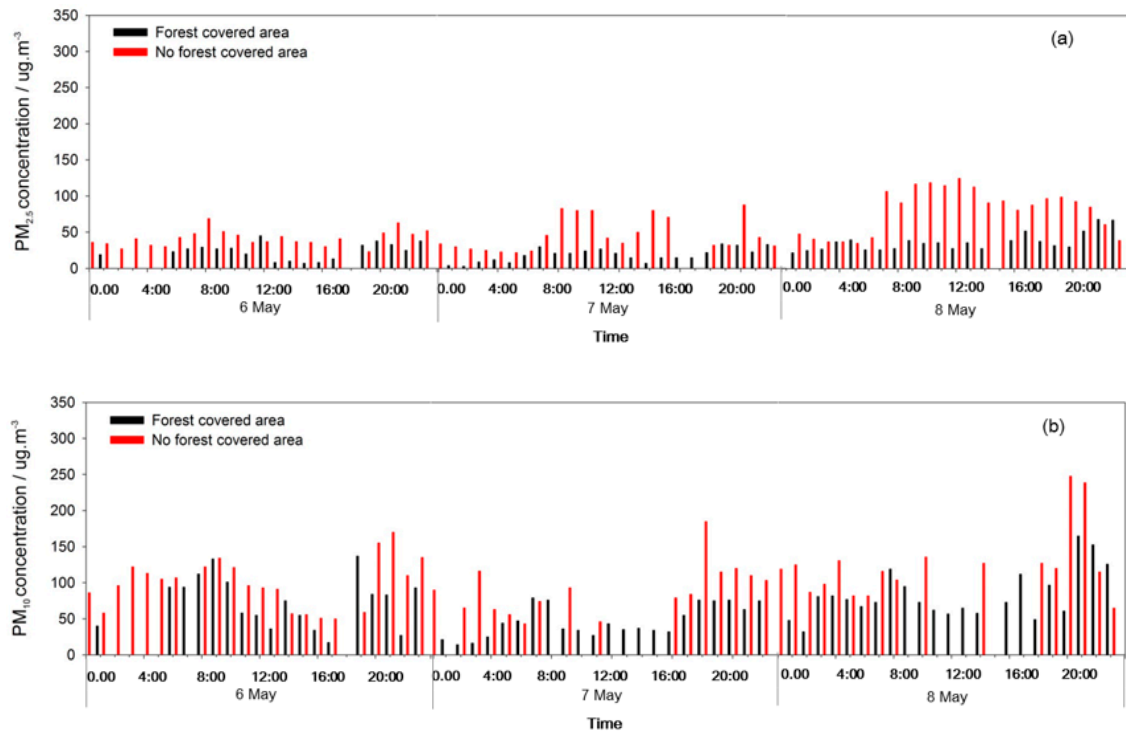 350
300
250
200
150
100
50
0
PM2.5 concentration / ug.m-3
Forest covered area
No forest covered area
(a)
0.00 4:00 8:00 12:00 16:00 20:00 0.00 4:00 8:00 12:00 16:00 20:00 0.00 4:00 8:00 12:00 16:00 20:00
6 May 7 May 8 May
Time
350
300
250
200
150
100
50
0
PM10 concentration / ug.m-3
Forest covered area
No forest covered area
(b)
0.00 4:00 8:00 12:00 16:00 20:00 0.00 4:00 8:00 12:00 16:00 20:00 0.00 4:00 8:00 12:00 16:00 20:00
6 May 7 May 8 May
Time